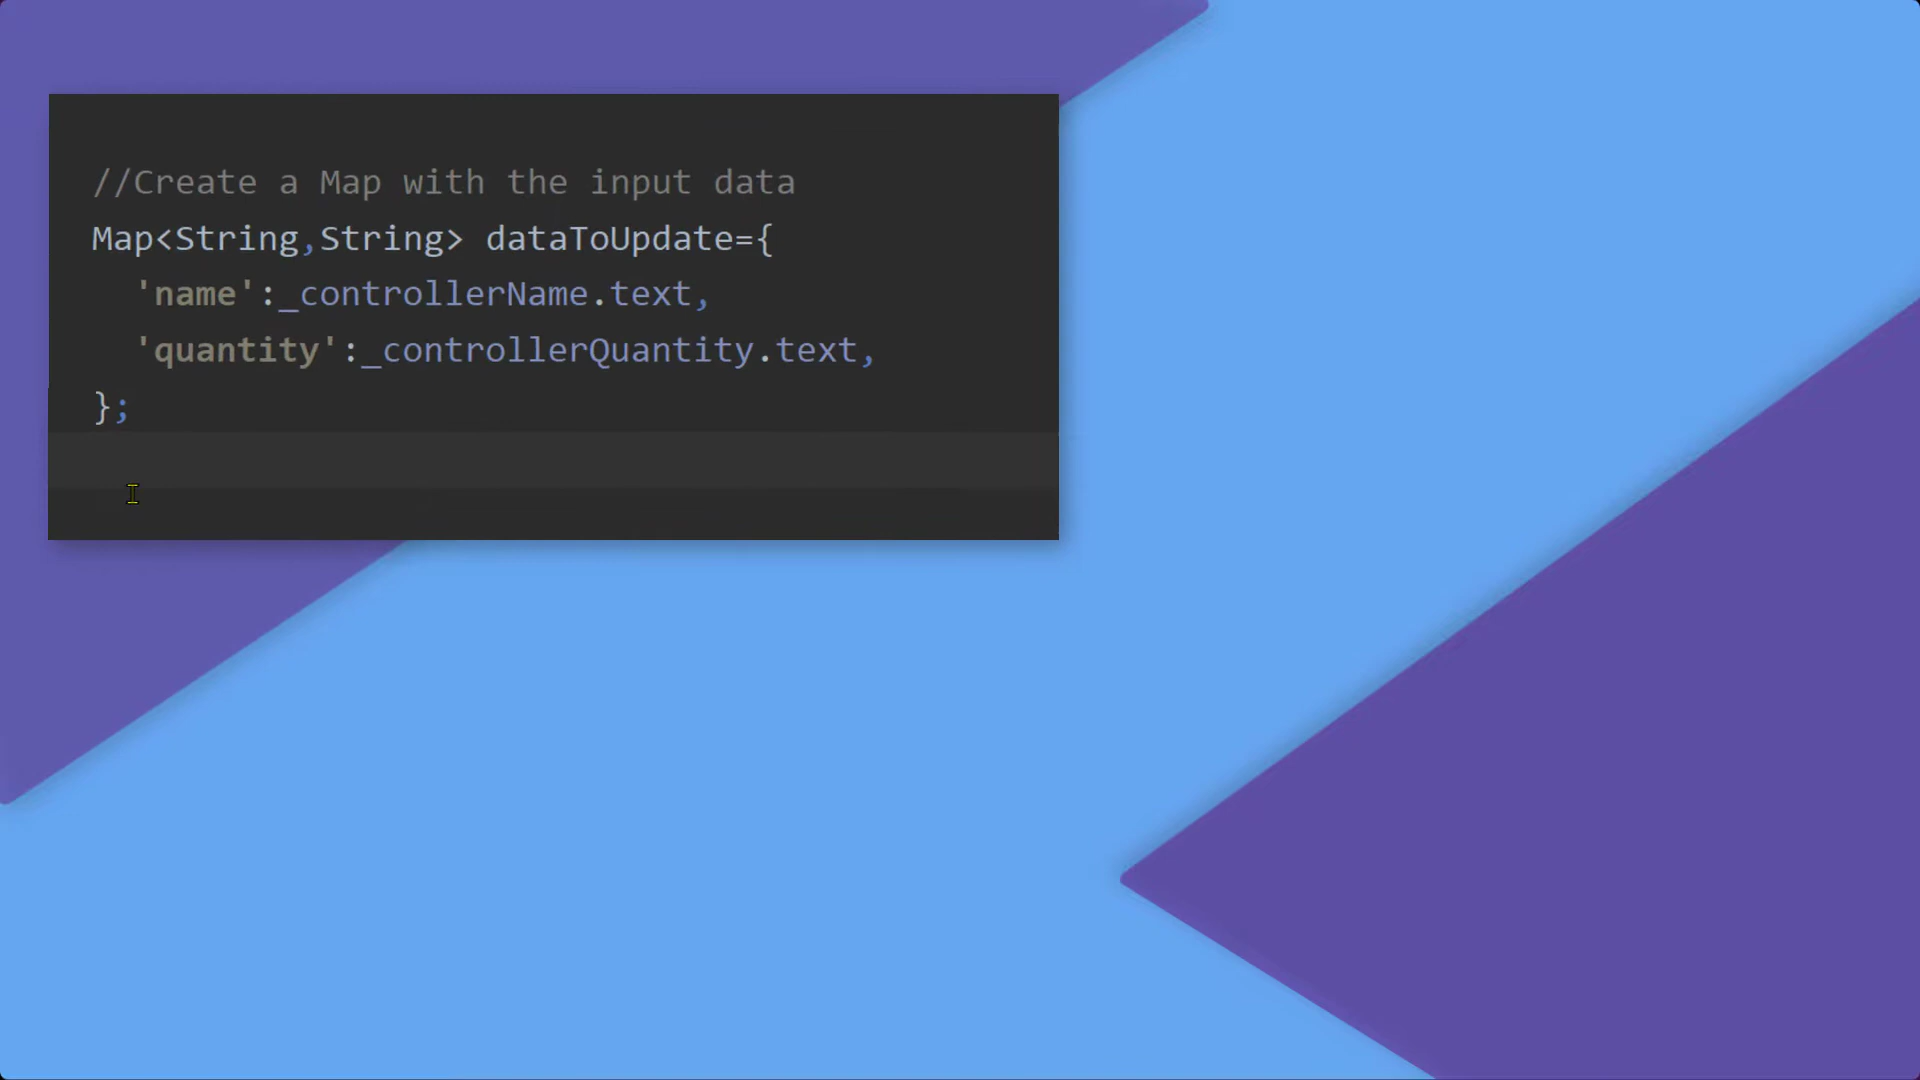 //Create a Map with the input data
Map<String,String> dataToUpdate={
  'name':_controllerName.text,
  'quantity':_controllerQuantity.text,
};